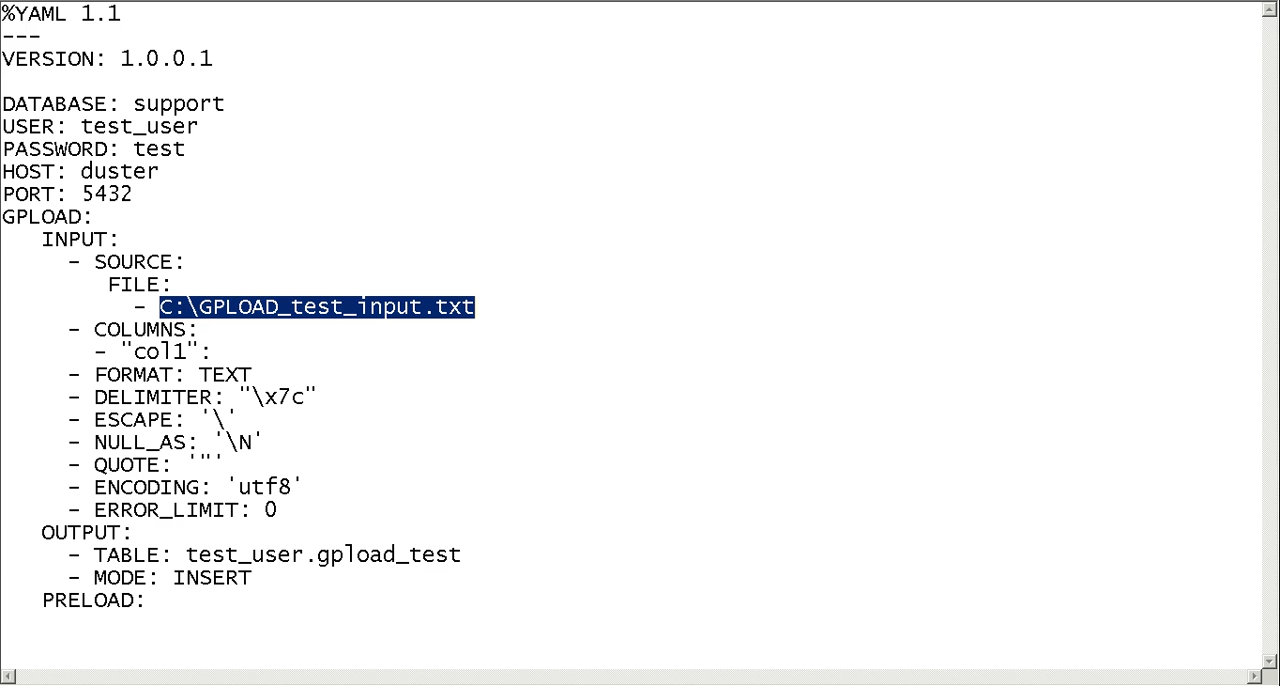 %YAML 1.1
---
VERSION: 1.0.0.1
DATABASE: support
USER: test_user
PASSWORD: test
HOST: duster
PORT: 5432
GPLOAD:
INPUT:
- SOURCE:
FILE:
- C:\GPLOAD_test_input.txt
- COLUMNS:
- "col1":
- FORMAT: TEXT
- DELIMITER: "\x7c"
- ESCAPE: '\'
- NULL_AS: '\N'
- QUOTE: '"'
- ENCODING: 'utf8'
- ERROR_LIMIT: 0
OUTPUT:
- TABLE: test_user.gpload_test
- MODE: INSERT
PRELOAD: